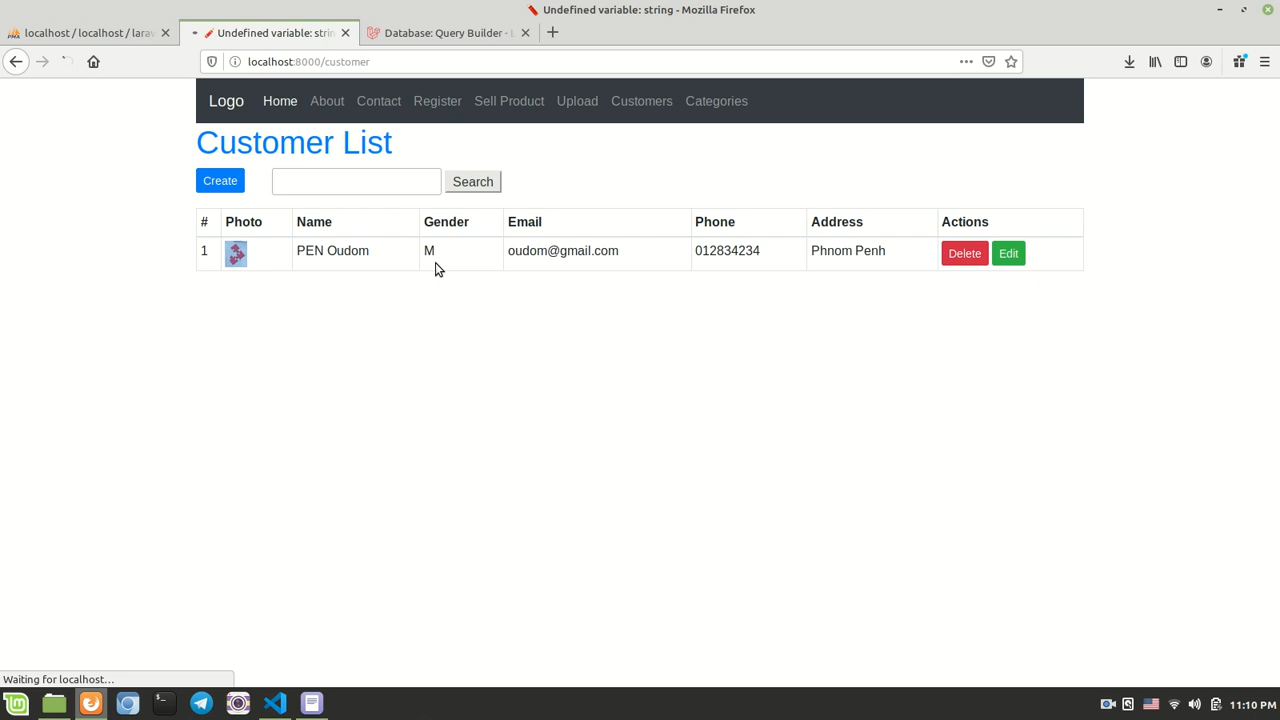 Undefined variable: string - Mozilla Firefox
localhost / localhost / larav
Undefined variable: strin
Database: Query Builder - L
localhost:8000/customer
Logo Home About Contact Register Sell Product Upload Customers Categories
Customer List
Create Search
# Photo Name Gender Email Phone Address Actions
1 PEN Oudom M oudom@gmail.com 012834234 Phnom Penh Delete Edit
Waiting for localhost...
11:10 PM